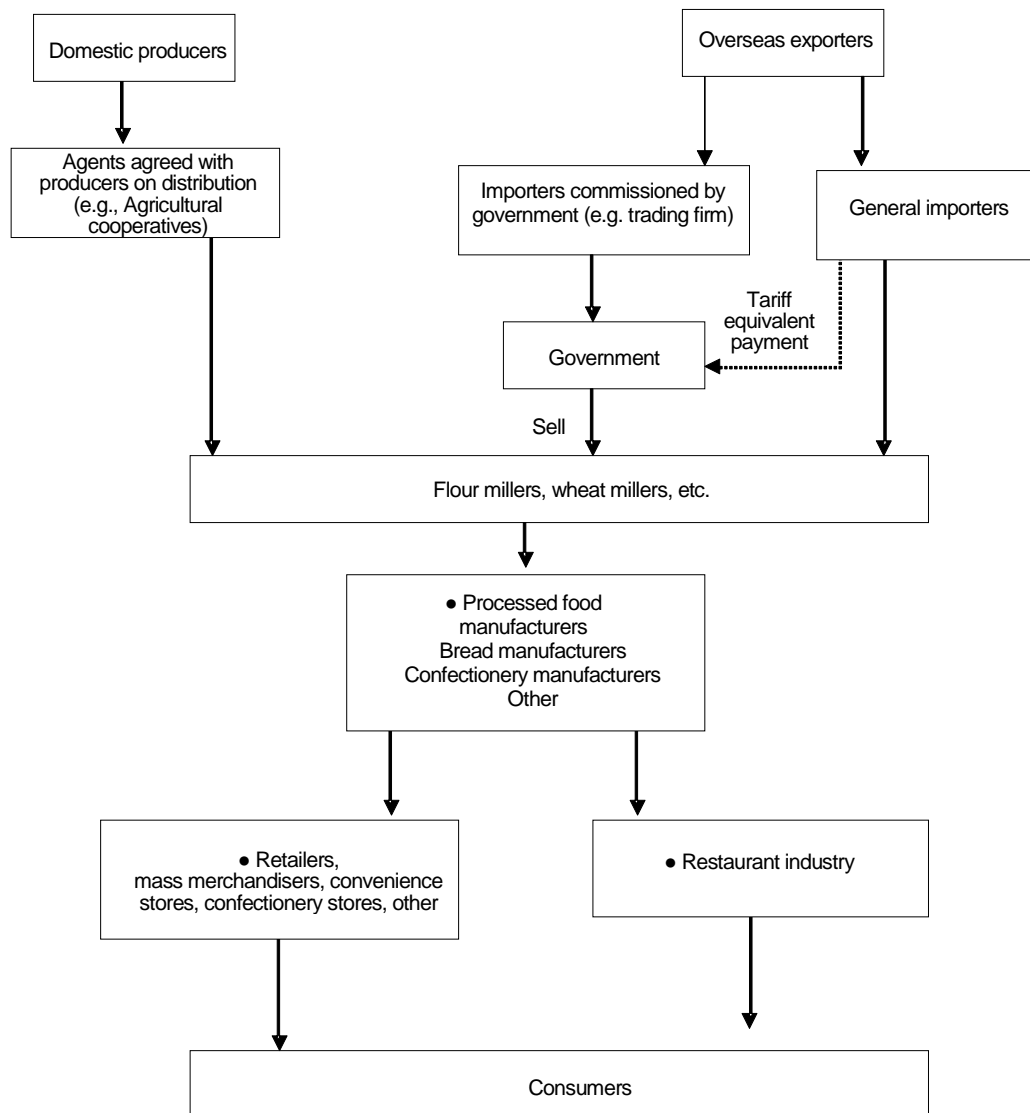 Domestic producers
Overseas exporters
Agents agreed with
producers on distribution
(e.g., Agricultural
cooperatives)
Importers commissioned by
government (e.g. trading firm)
General importers
Tariff
equivalent
payment
Government
Sell
Flour millers, wheat millers, etc.
● Processed food
manufacturers
Bread manufacturers
Confectionery manufacturers
Other
● Retailers,
mass merchandisers, convenience
stores, confectionery stores, other
● Restaurant industry
Consumers